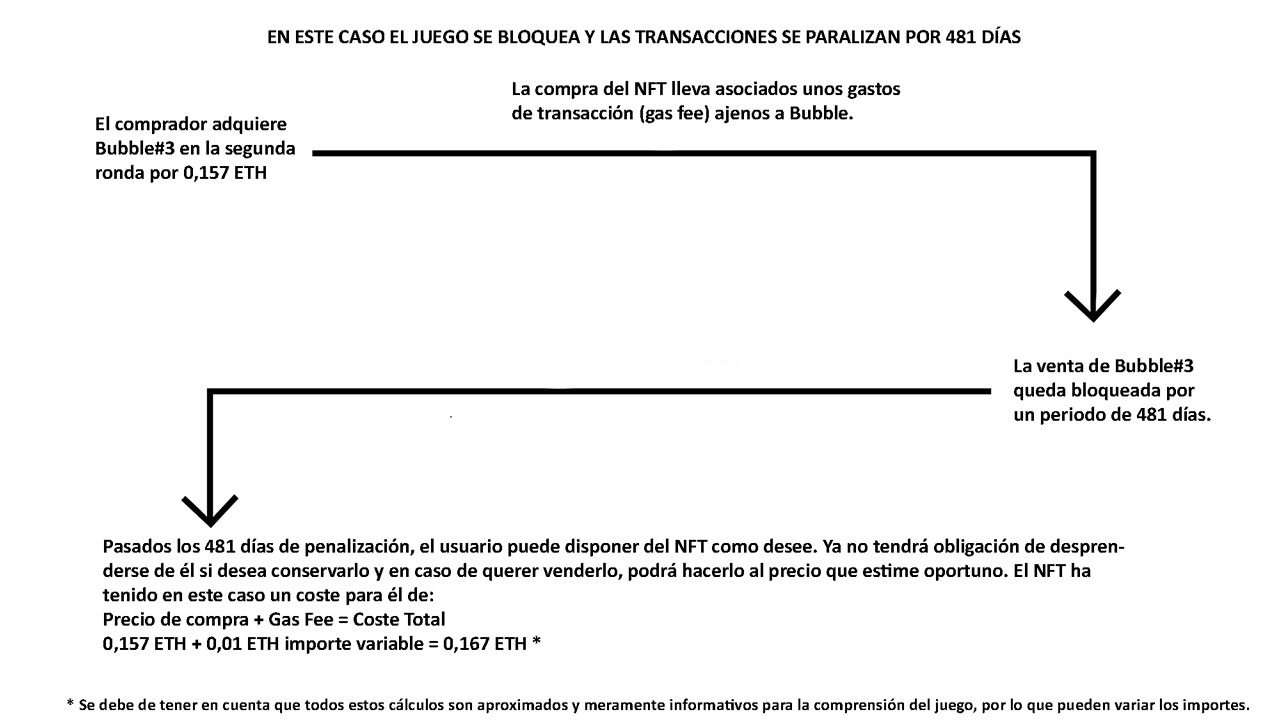 EN ESTE CASO EL JUEGO SE BLOQUEA Y LAS TRANSACCIONES SE PARALIZAN POR 481 DÍAS
La compra del NFT lleva asociados unos gastos
de transacción (gas fee) ajenos a Bubble.
El comprador adquiere
Bubble#3 en la segunda
ronda por 0,157 ETH
La venta de Bubble#3
queda bloqueada por
un periodo de 481 días.
Pasados los 481 días de penalización, el usuario puede disponer del NFT como desee. Ya no tendrá obligación de despren-
derse de él si desea conservarlo y en caso de querer venderlo, podrá hacerlo al precio que estime oportuno. El NFT ha
tenido en este caso un coste para él de:
Precio de compra + Gas Fee = Coste Total
0,157 ETH + 0,01 ETH importe variable = 0,167 ETH *
* Se debe de tener en cuenta que todos estos cálculos son aproximados y meramente informativos para la comprensión del juego, por lo que pueden variar los importes.